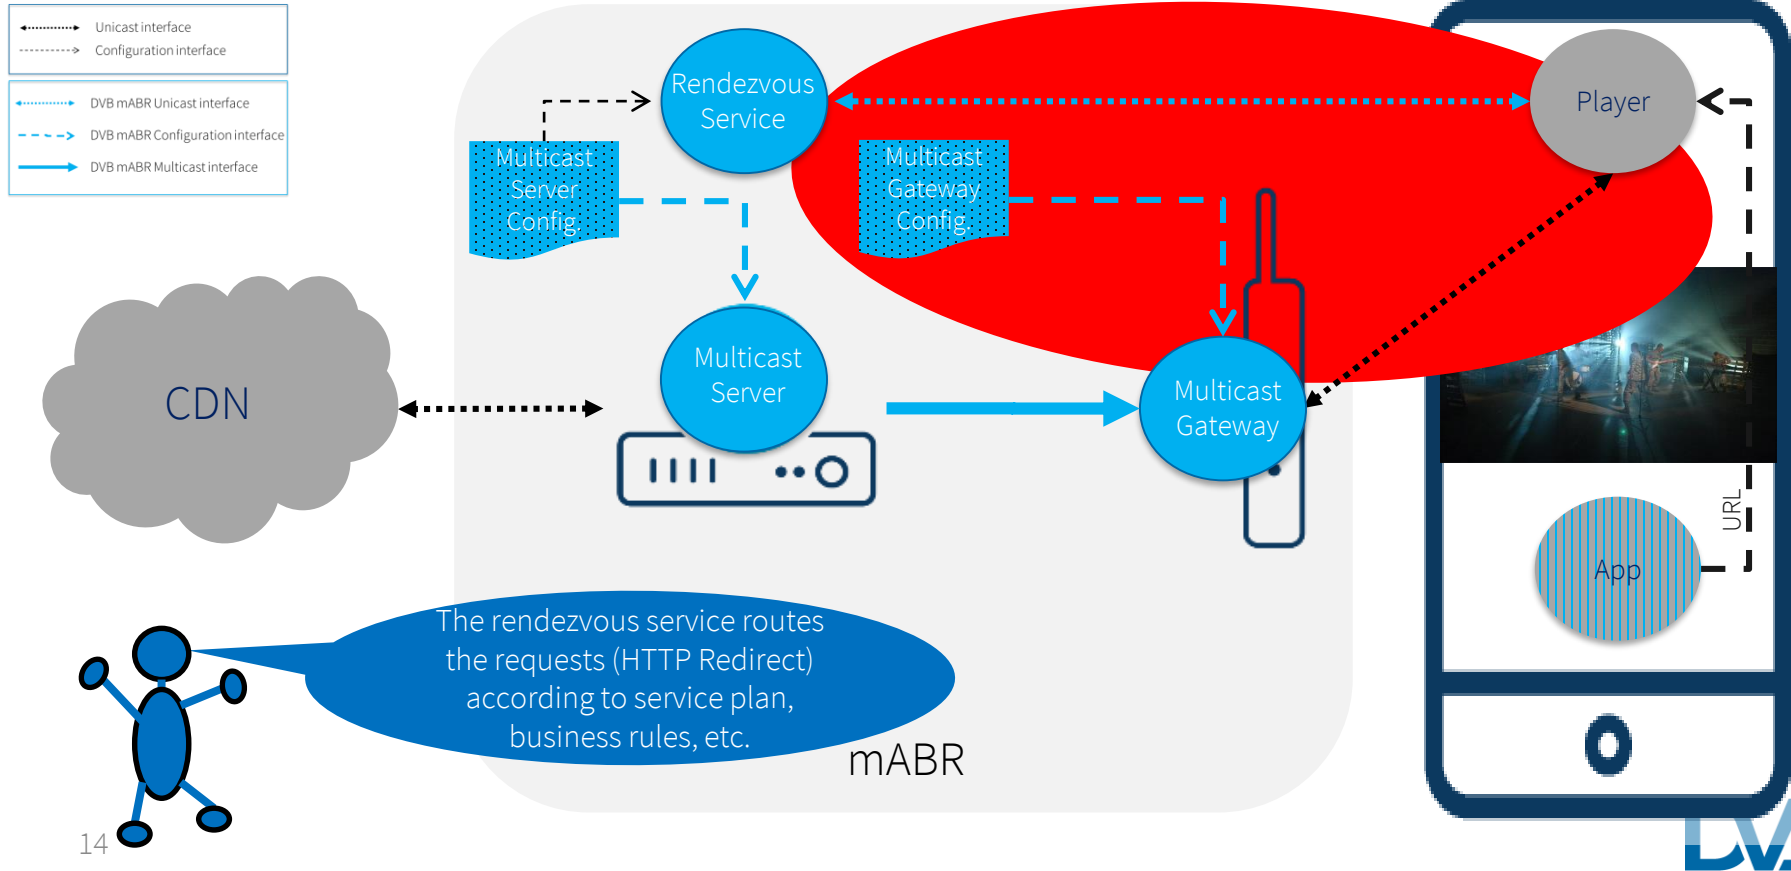 Unicast interface
Configuration interface
DVB mABR Unicast interface
DVB mABR Configuration interface
DVB mABR Multicast interface
Rendezvous
Service
Player
Multicast
Server
Config.
Multicast
Gateway
Config.
CDN
Multicast
Server
Multicast
Gateway
URL
App
The rendezvous service routes
the requests (HTTP Redirect)
according to service plan,
business rules, etc.
mABR
14